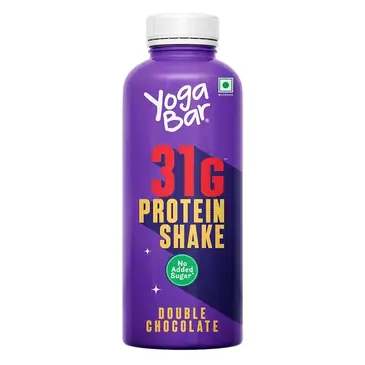 Yoga
Bar®
31G
PROTEIN
SHAKE
No
Added
Sugar*
DOUBLE
CHOCOLATE